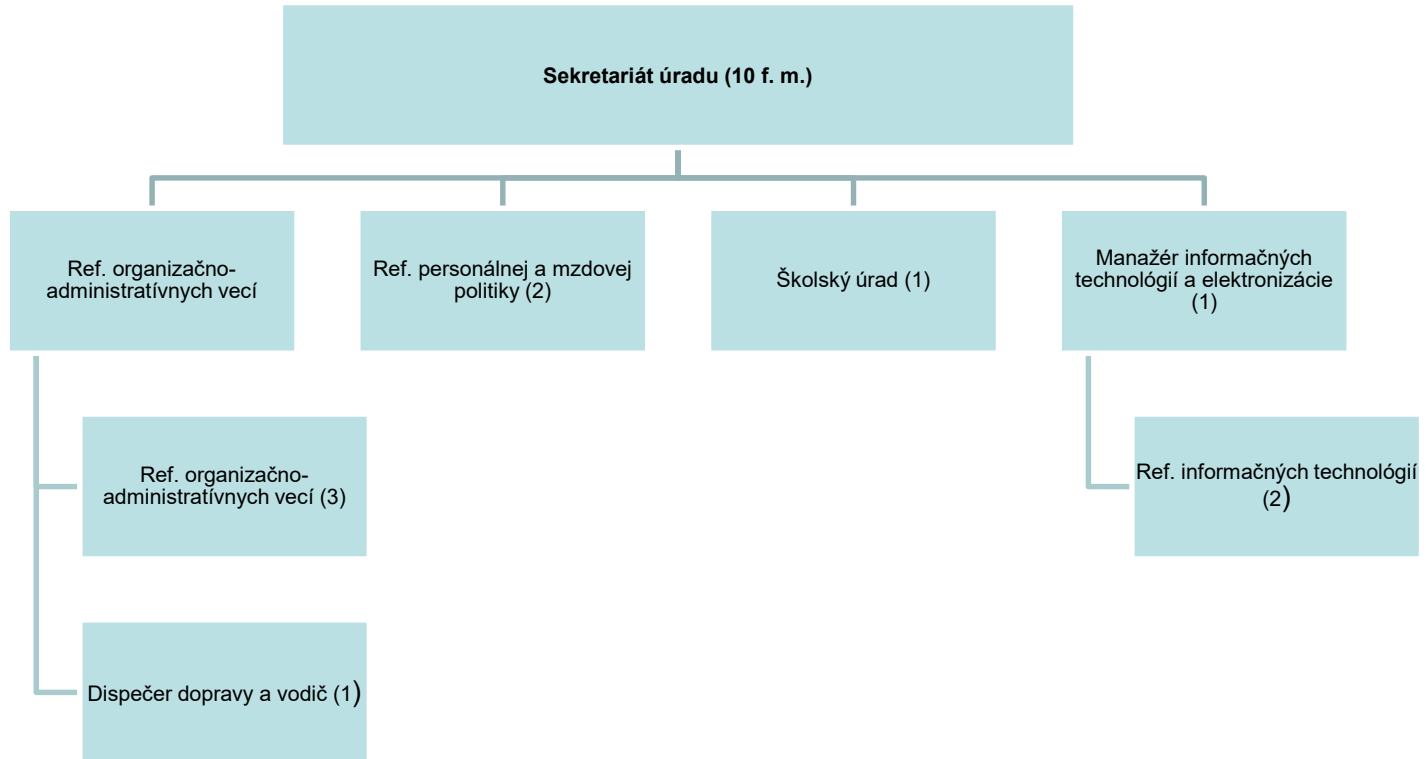 Sekretariát úradu (10 f. m.)
Ref. organizačno-
administratívnych vecí
Ref. personálnej a mzdovej
politiky (2)
Školský úrad (1)
Manažér informačných
technológií a elektronizácie
(1)
Ref. organizačno-
administratívnych vecí (3)
Ref. informačných technológií
(2)
Dispečer dopravy a vodič (1)